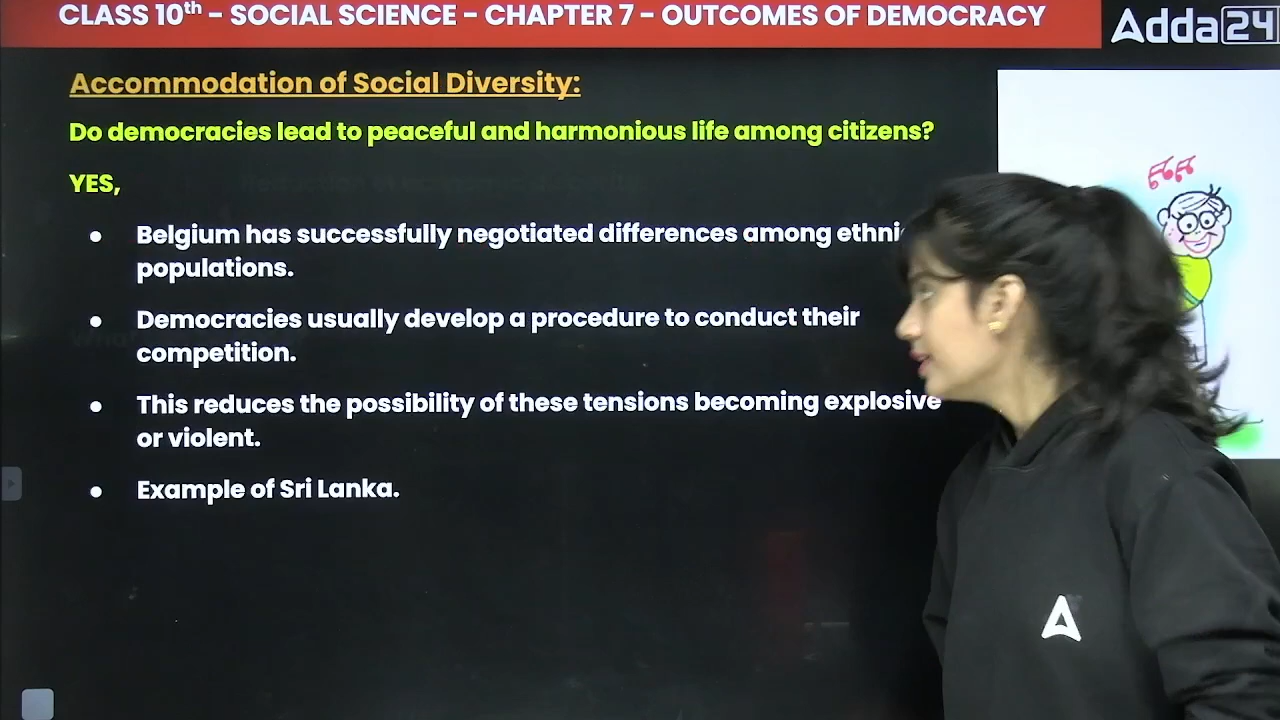 CLASS 10th - SOCIAL SCIENCE - CHAPTER 7 - OUTCOMES OF DEMOCRACY
Adda24
Accommodation of Social Diversity:
Do democracies lead to peaceful and harmonious life among citizens?
YES,
• Belgium has successfully negotiated differences among
populations.
• Democracies usually develop a procedure to conduct their
competition.
• This reduces the possibility of these tensions becoming explosive
or violent.
• Example of Sri Lanka.